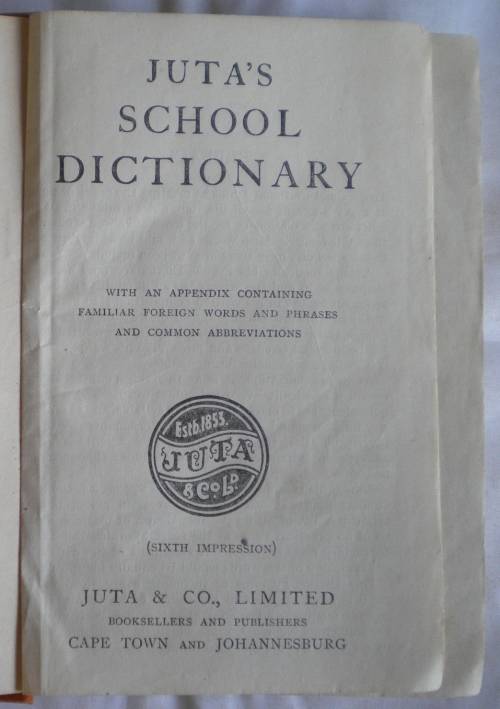 JUTA'S
SCHOOL
DICTIONARY
WITH AN APPENDIX CONTAINING
FAMILIAR FOREIGN WORDS AND PHRASES
AND COMMON ABBREVIATIONS
Estb. 1853.
JUTA
& Co. LD.
(SIXTH IMPRESSION)
JUTA & CO., LIMITED
BOOKSELLERS AND PUBLISHERS
CAPE TOWN AND JOHANNESBURG